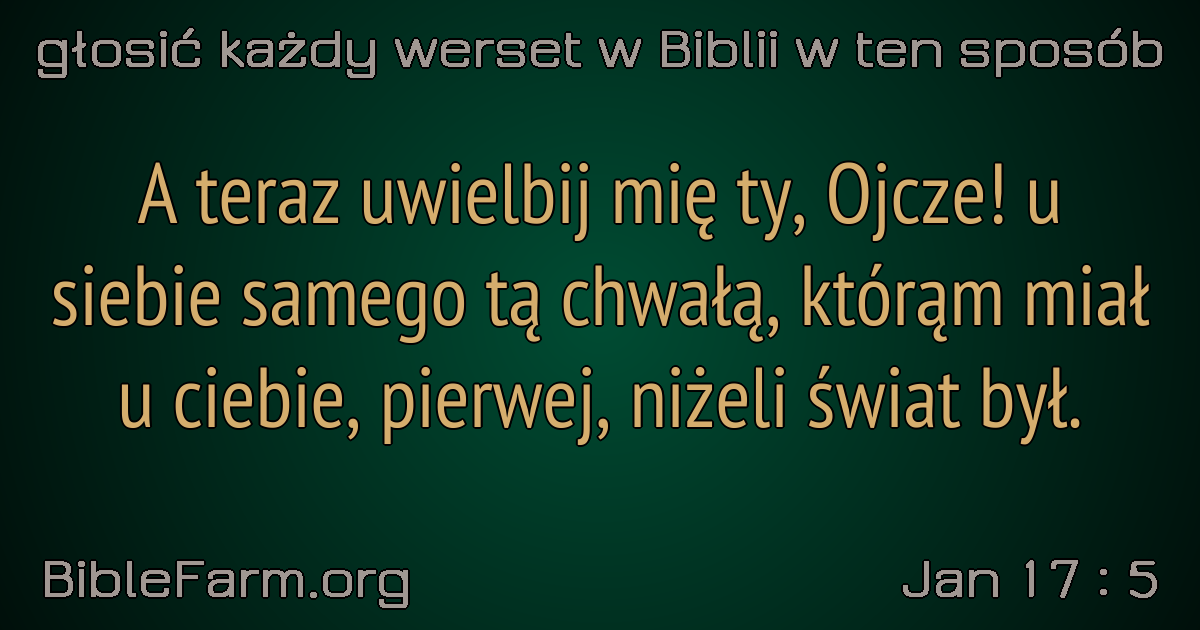 głosić każdy werset w Biblii w ten sposób
A teraz uwielbij mię ty, Ojcze! u
siebie samego tą chwałą, którąm miał
u ciebie, pierwej, niżeli świat był.
BibleFarm.org
Jan 17 : 5